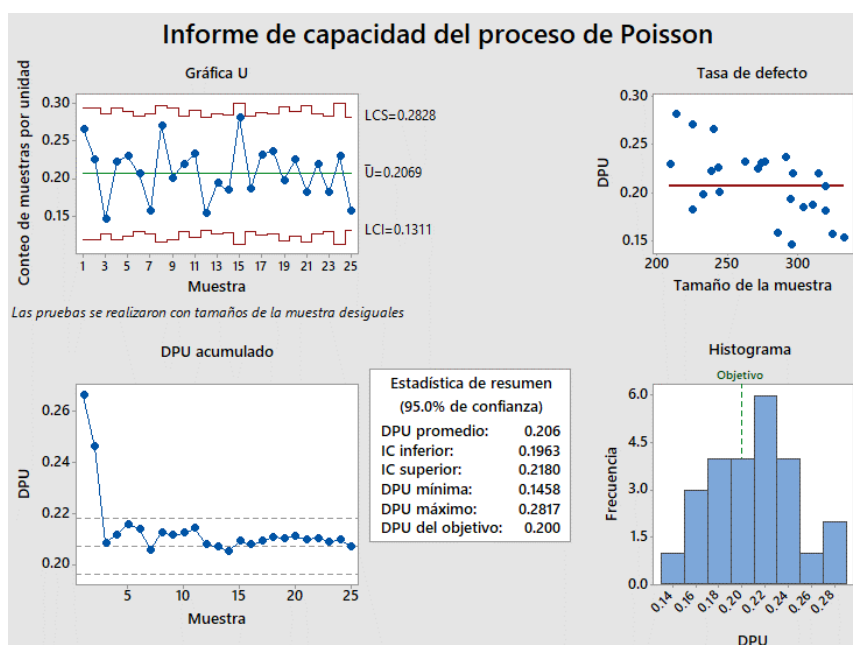 Informe de capacidad del proceso de Poisson
Gráfica U
Conteo de muestras por unidad
0.30
0.25
0.20
0.15
LCS=0.2828
U̅=0.2069
LCI=0.1311
1 3 5 7 9 11 13 15 17 19 21 23 25
Muestra
Las pruebas se realizaron con tamaños de la muestra desiguales
Tasa de defecto
DPU
0.30
0.25
0.20
0.15
200 250 300
Tamaño de la muestra
DPU acumulado
DPU
0.26
0.24
0.22
0.20
5 10 15 20 25
Muestra
Estadística de resumen
(95.0% de confianza)
DPU promedio: 0.206
IC inferior: 0.1963
IC superior: 0.2180
DPU mínima: 0.1458
DPU máximo: 0.2817
DPU del objetivo: 0.200
Histograma
Objetivo
Frecuencia
6.0
4.5
3.0
1.5
0.0
0.14 0.16 0.18 0.20 0.22 0.24 0.26 0.28
DPU